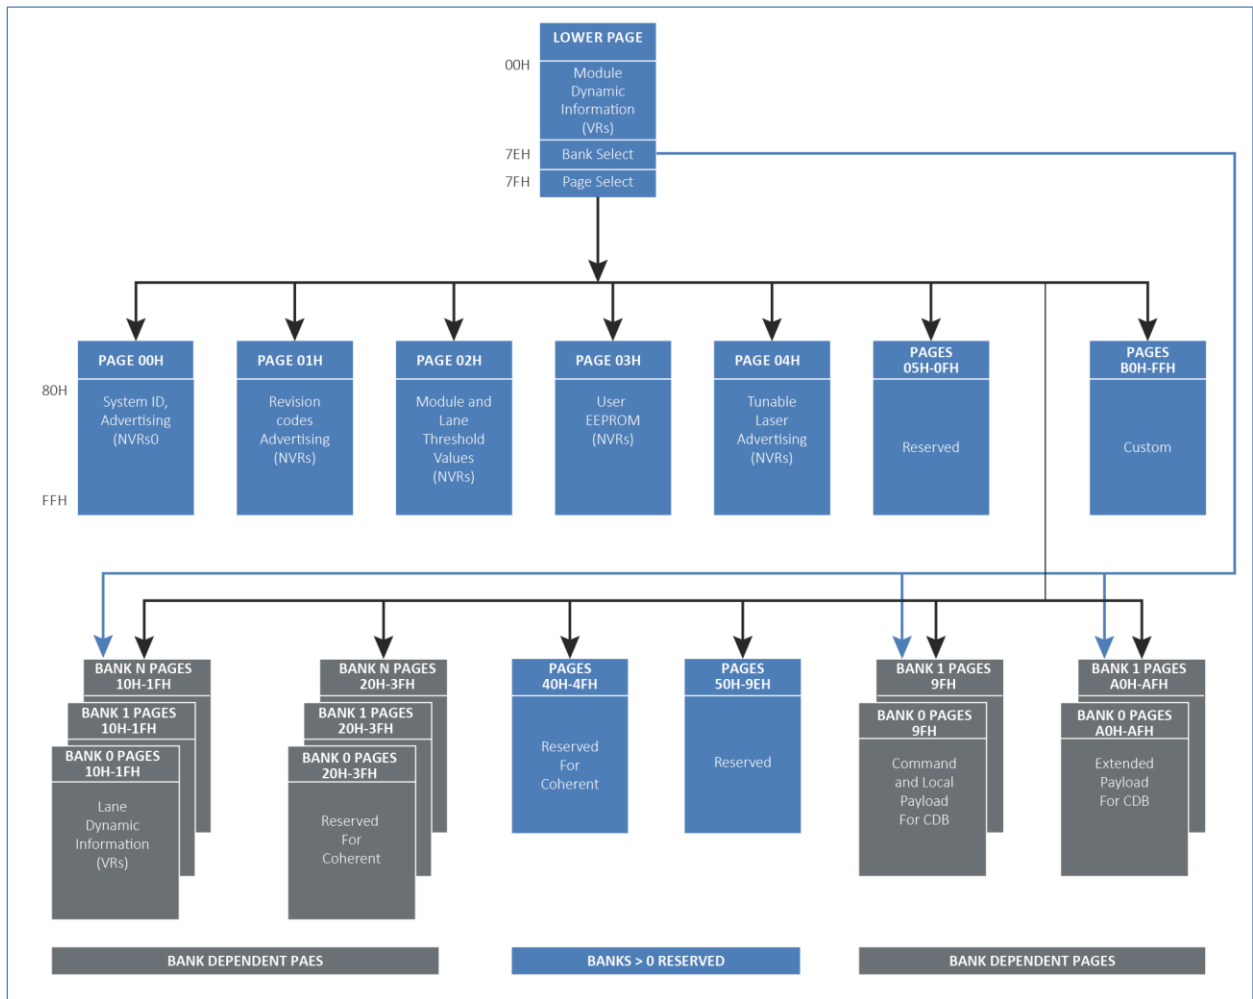 LOWER PAGE
00H
Module
Dynamic
Information
(VRs)
7EH
Bank Select
7FH
Page Select
PAGE 00H
80H
System ID,
Advertising
(NVRs0
FFH
PAGE 01H
Revision
codes
Advertising
(NVRs)
PAGE 02H
Module and
Lane
Threshold
Values
(NVRs)
PAGE 03H
User
EEPROM
(NVRs)
PAGE 04H
Tunable
Laser
Advertising
(NVRs)
PAGES
05H-0FH
Reserved
PAGES
B0H-FFH
Custom
BANK N PAGES
10H-1FH
BANK 1 PAGES
10H-1FH
BANK 0 PAGES
10H-1FH
Lane
Dynamic
Information
(VRs)
BANK N PAGES
20H-3FH
BANK 1 PAGES
20H-3FH
BANK 0 PAGES
20H-3FH
Reserved
For
Coherent
PAGES
40H-4FH
Reserved
For
Coherent
PAGES
50H-9EH
Reserved
BANK 1 PAGES
9FH
BANK 0 PAGES
9FH
Command
and Local
Payload
For CDB
BANK 1 PAGES
A0H-AFH
BANK 0 PAGES
A0H-AFH
Extended
Payload
For CDB
BANK DEPENDENT PAES
BANKS > 0 RESERVED
BANK DEPENDENT PAGES